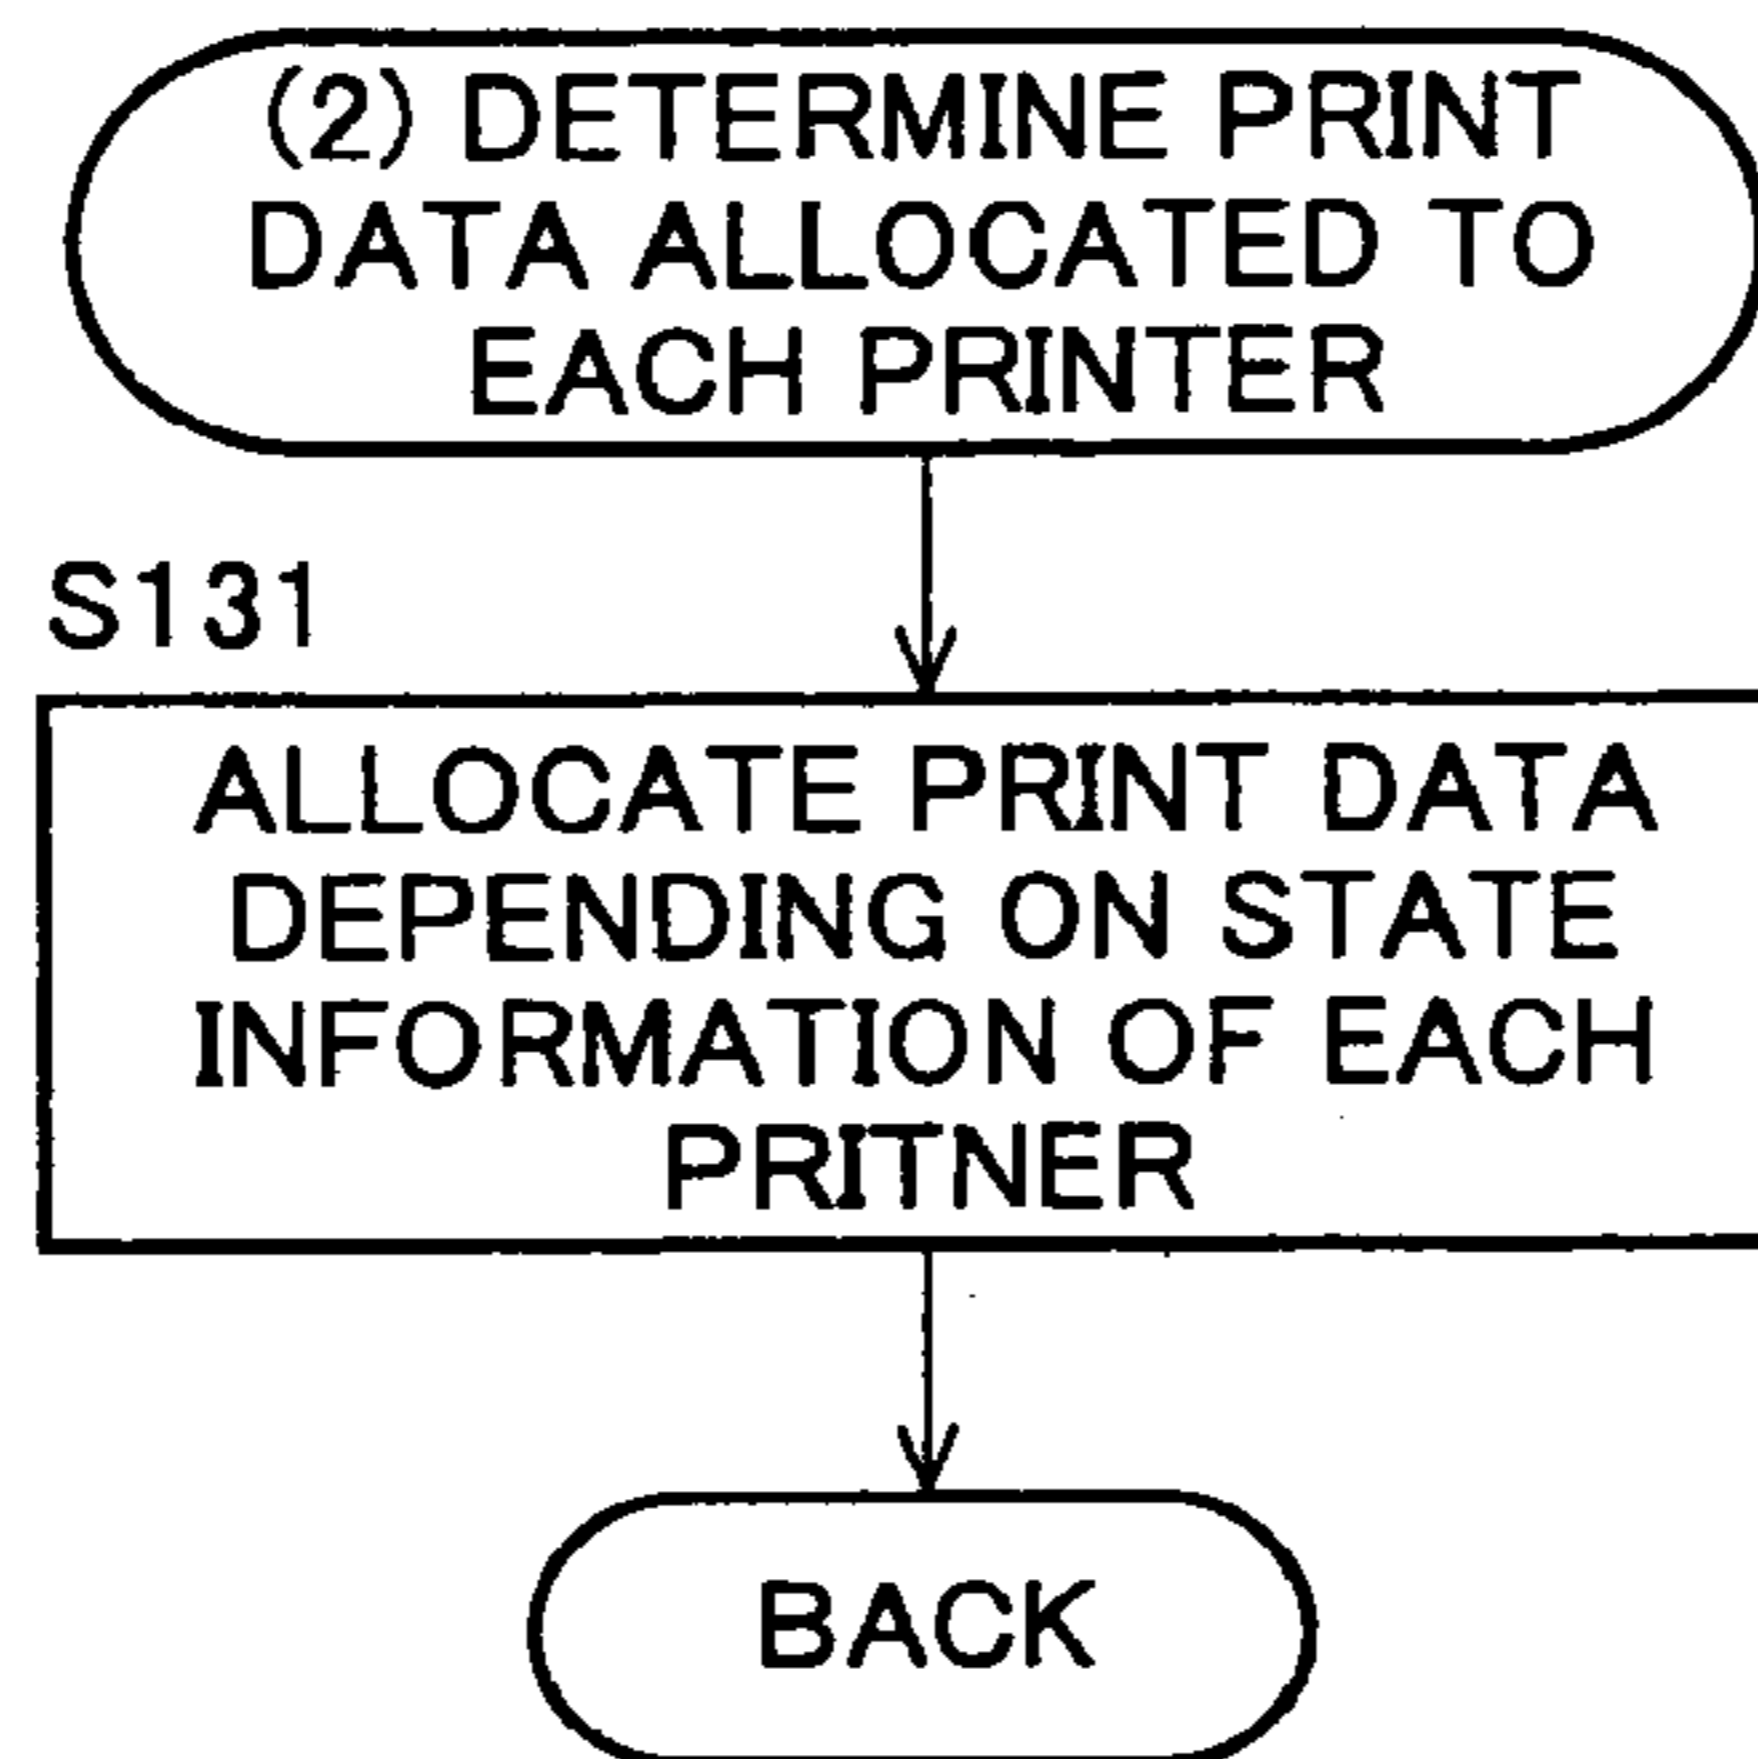 (2) DETERMINE PRINT
DATA ALLOCATED TO
EACH PRINTER
S131
ALLOCATE PRINT DATA
DEPENDING ON STATE
INFORMATION OF EACH
PRITNER
BACK